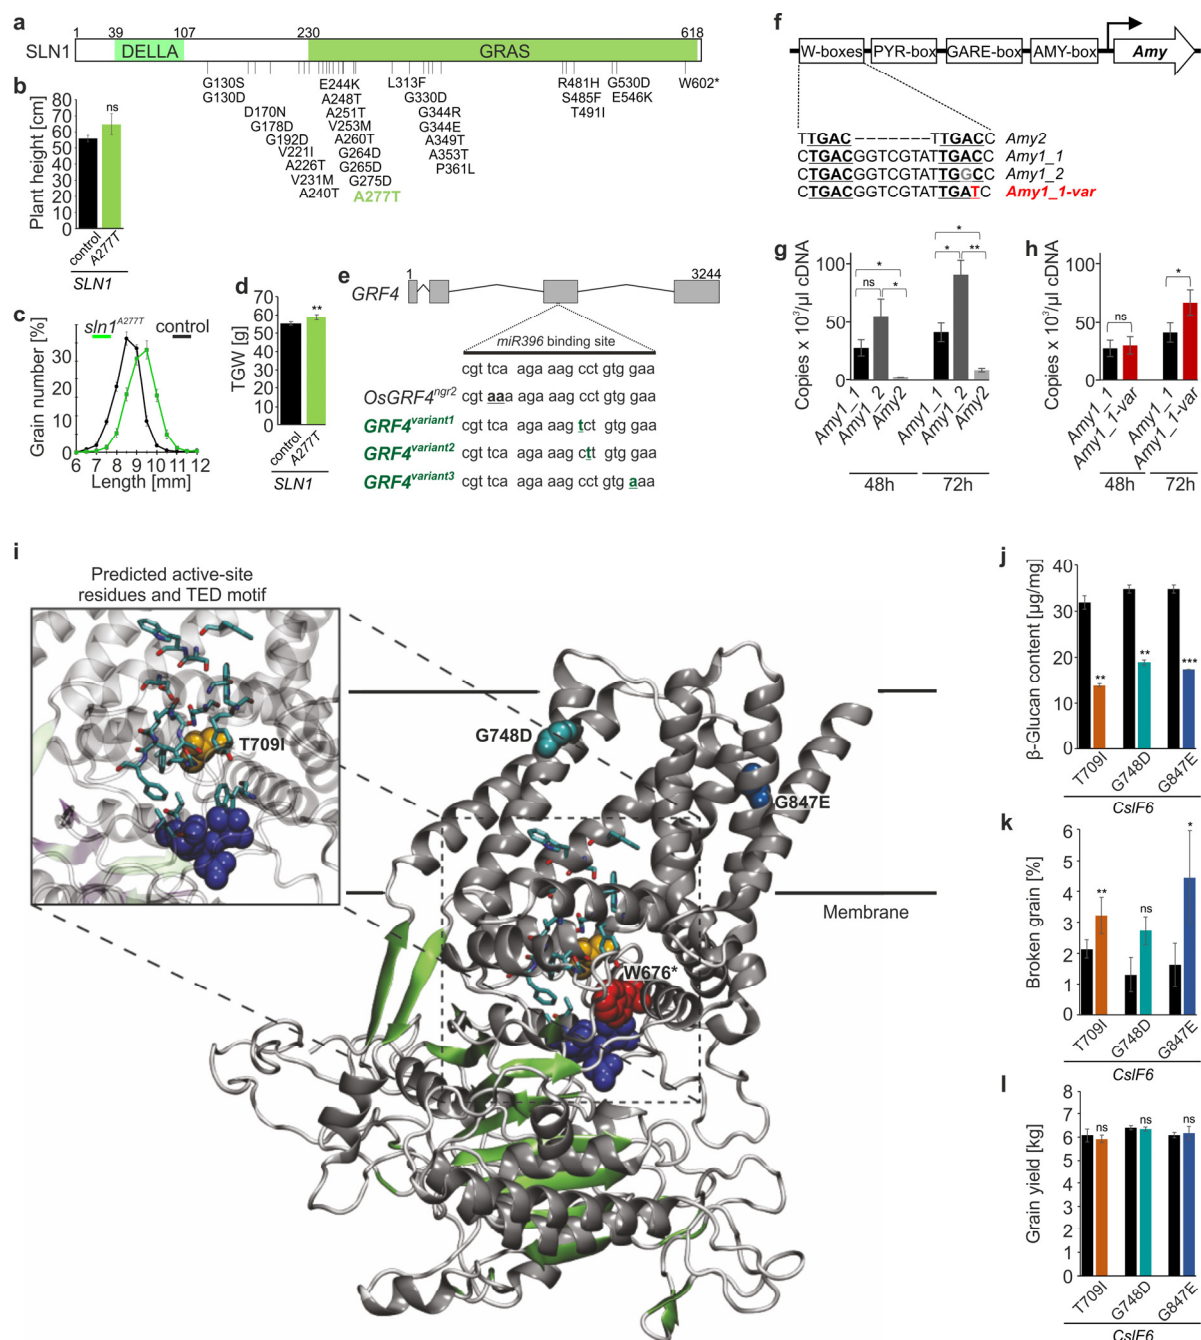 a
1 39 107 230 618
SLN1 DELLA GRAS
G130S
G130D
D170N
G178D
G192D
V221I
A226T
V231M
A240T
E244K
A248T
A251T
V253M
A260T
G264D
G265D
G275D
A277T
L313F
G330D
G344R
G344E
A349T
A353T
P361L
R481H
S485F
T491I
G530D
E546K
W602*
b
Plant height [cm]
80
70
60
50
40
30
20
10
0
ns
control
A277T
SLN1
c
sln1A277T control
Grain number [%]
30
20
10
0
6 7 8 9 10 11 12
Length [mm]
d
TGW [g]
70
60
50
40
30
20
10
0
**
control
A277T
SLN1
e
1 3244
GRF4
miR396 binding site
cgt tca aga aag cct gtg gaa
OsGRF4ngr2 cgt aaa aga aag cct gtg gaa
GRF4variant1 cgt tca aga aag tct gtg gaa
GRF4variant2 cgt tca aga aag ctt gtg gaa
GRF4variant3 cgt tca aga aag cct gtg aaa
f
W-boxes PYR-box GARE-box AMY-box Amy
TTGAC–––––––TTGACC Amy2
CTGACGGTCGTATTGACC Amy1_1
CTGACGGTCGTATTGGCC Amy1_2
CTGACGGTCGTATTGATC Amy1_1-var
g
Copies x 10³/µl cDNA
100
50
0
ns * *
* * **
Amy1_1
Amy1_2
Amy2
Amy1_1
Amy1_2
Amy2
48h 72h
h
Copies x 10³/µl cDNA
100
50
0
ns *
Amy1_1
Amy1_1-var
Amy1_1
Amy1_1-var
48h 72h
i
Predicted active-site
residues and TED motif
T709I
G748D
G847E
W676*
Membrane
j
β-Glucan content [µg/mg]
40
30
20
10
0
** ** ***
T709I
G748D
G847E
CslF6
k
Broken grain [%]
6
5
4
3
2
1
0
** ns *
T709I
G748D
G847E
CslF6
l
Grain yield [kg]
8
7
6
5
4
3
2
1
0
ns ns ns
T709I
G748D
G847E
CslF6